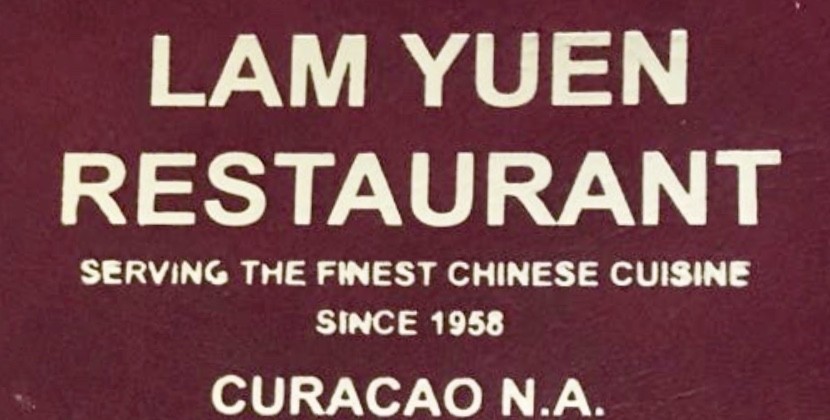 LAM YUEN
RESTAURANT
SERVING THE FINEST CHINESE CUISINE
SINCE 1958
CURACAO N.A.